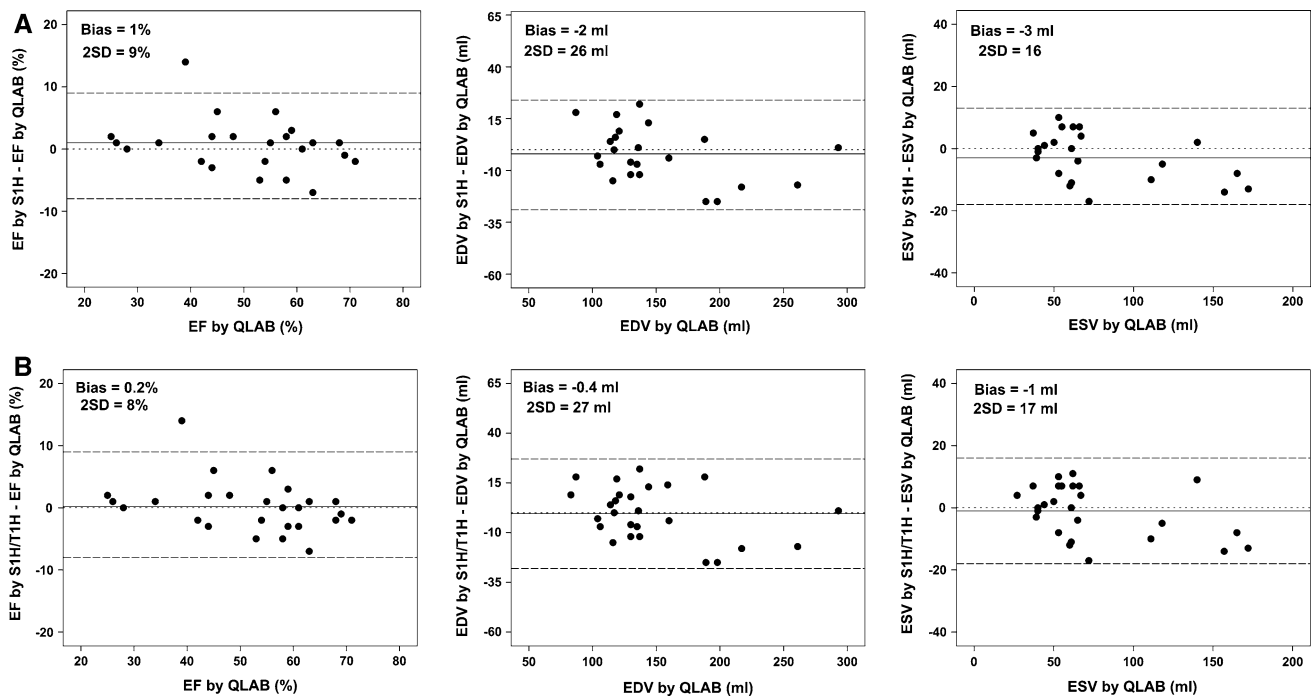 A
Bias = 1%
2SD = 9%
EF by S1H - EF by QLAB (%)
20
10
0
-10
-20
20 30 40 50 60 70 80
EF by QLAB (%)
Bias = -2 ml
2SD = 26 ml
EDV by S1H - EDV by QLAB (ml)
65
40
15
-10
-35
-60
50 100 150 200 250 300
EDV by QLAB (ml)
Bias = -3 ml
2SD = 16
ESV by S1H - ESV by QLAB (ml)
40
20
0
-20
-40
0 50 100 150 200
ESV by QLAB (ml)
B
Bias = 0.2%
2SD = 8%
EF by S1H/T1H - EF by QLAB (%)
20
10
0
-10
-20
20 30 40 50 60 70 80
EF by QLAB (%)
Bias = -0.4 ml
2SD = 27 ml
EDV by S1H/T1H - EDV by QLAB (ml)
65
40
15
-10
-35
-60
50 100 150 200 250 300
EDV by QLAB (ml)
Bias = -1 ml
2SD = 17 ml
ESV by S1H/T1H - ESV by QLAB (ml)
40
20
0
-20
-40
0 50 100 150 200
ESV by QLAB (ml)